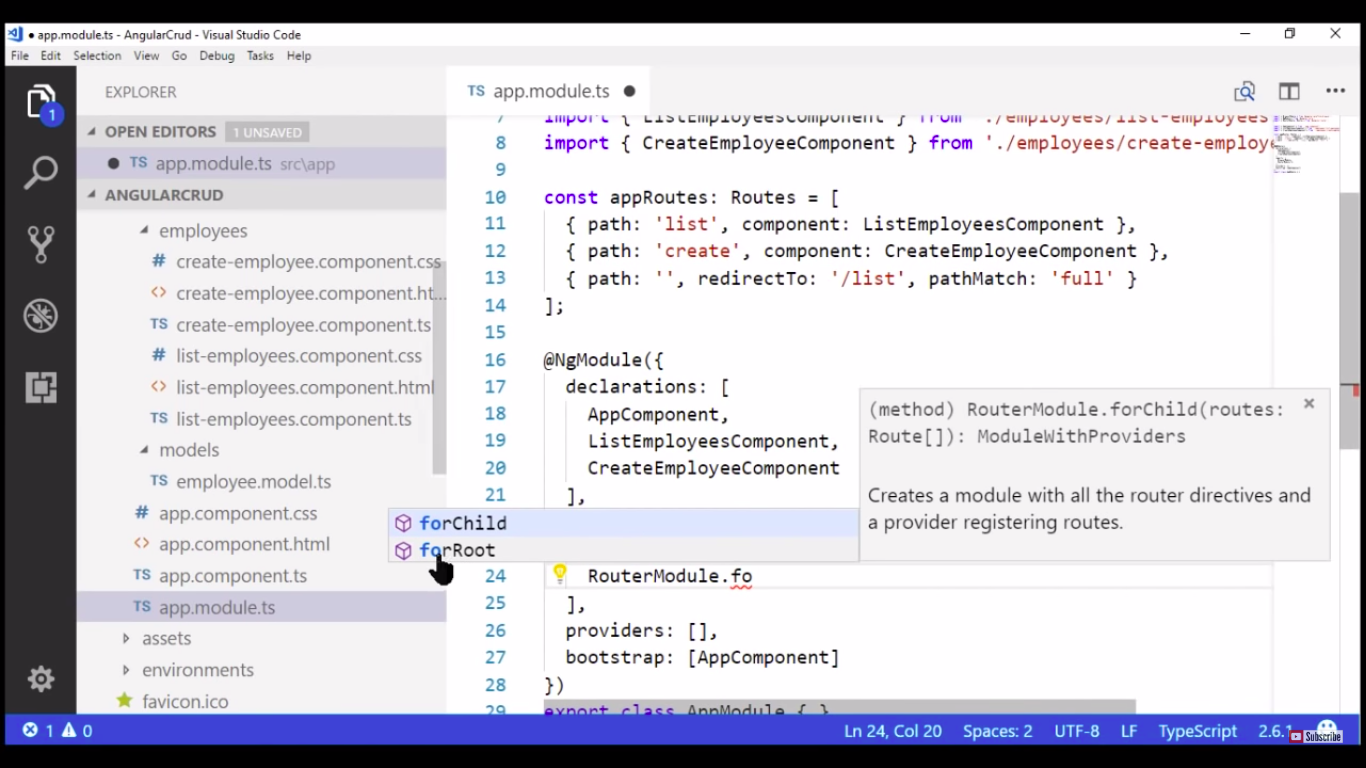 app.module.ts - AngularCrud - Visual Studio Code
File Edit Selection View Go Debug Tasks Help
1
EXPLORER
TS app.module.ts
OPEN EDITORS 1 UNSAVED
TS app.module.ts src\app
ANGULARCRUD
employees
# create-employee.component.css
<> create-employee.component.ht...
TS create-employee.component.ts
# list-employees.component.css
<> list-employees.component.html
TS list-employees.component.ts
models
TS employee.model.ts
# app.component.css
<> app.component.html
TS app.component.ts
TS app.module.ts
assets
environments
favicon.ico
7 import { ListEmployeesComponent } from './employees/list-employees
8 import { CreateEmployeeComponent } from './employees/create-employe
9
10 const appRoutes: Routes = [
11 { path: 'list', component: ListEmployeesComponent },
12 { path: 'create', component: CreateEmployeeComponent },
13 { path: '', redirectTo: '/list', pathMatch: 'full' }
14 ];
15
16 @NgModule({
17 declarations: [
18 AppComponent,
19 ListEmployeesComponent,
20 CreateEmployeeComponent
21 ],
forChild
forRoot
(method) RouterModule.forChild(routes:
Route[]): ModuleWithProviders
Creates a module with all the router directives and
a provider registering routes.
24 RouterModule.fo
25 ],
26 providers: [],
27 bootstrap: [AppComponent]
28 })
29 export class AppModule { }
1 0
Ln 24, Col 20 Spaces: 2 UTF-8 LF TypeScript 2.6.1
Subscribe